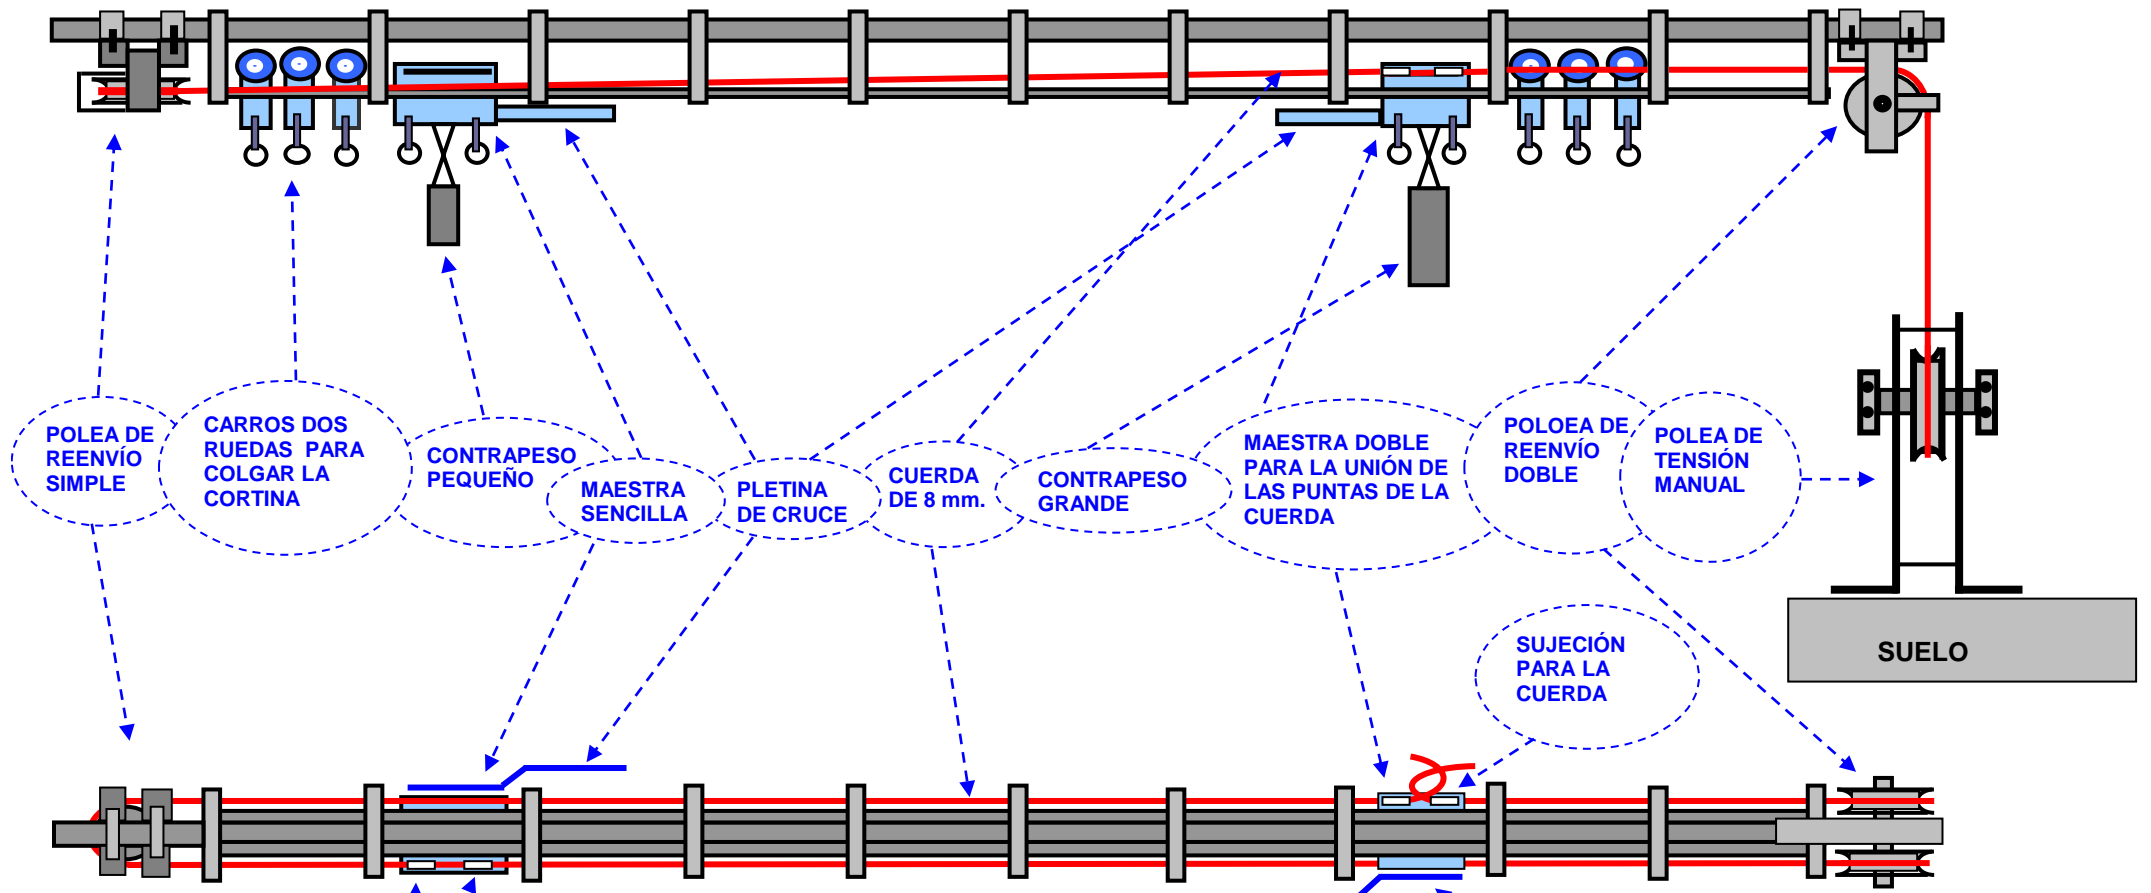 POLEA DE
REENVÍO
SIMPLE
CARROS DOS
RUEDAS PARA
COLGAR LA
CORTINA
CONTRAPESO
PEQUEÑO
MAESTRA
SENCILLA
PLETINA
DE CRUCE
CUERDA
DE 8 mm.
CONTRAPESO
GRANDE
MAESTRA DOBLE
PARA LA UNIÓN DE
LAS PUNTAS DE LA
CUERDA
POLOEA DE
REENVÍO
DOBLE
POLEA DE
TENSIÓN
MANUAL
SUJECIÓN
PARA LA
CUERDA
SUELO